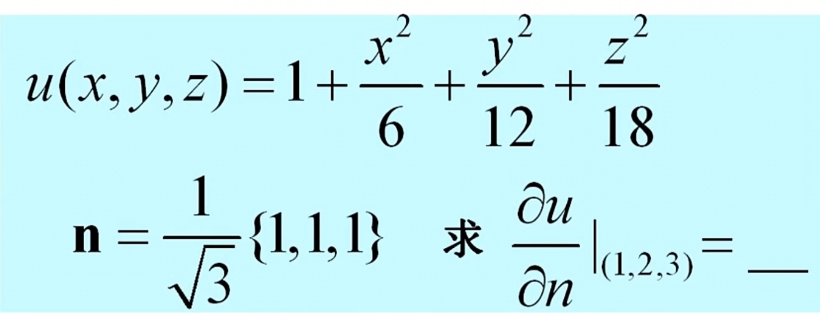 u(x, y, z) = 1 + x²/6 + y²/12 + z²/18
n = 1/√3 {1,1,1} 求 ∂u/∂n |(1,2,3) = __